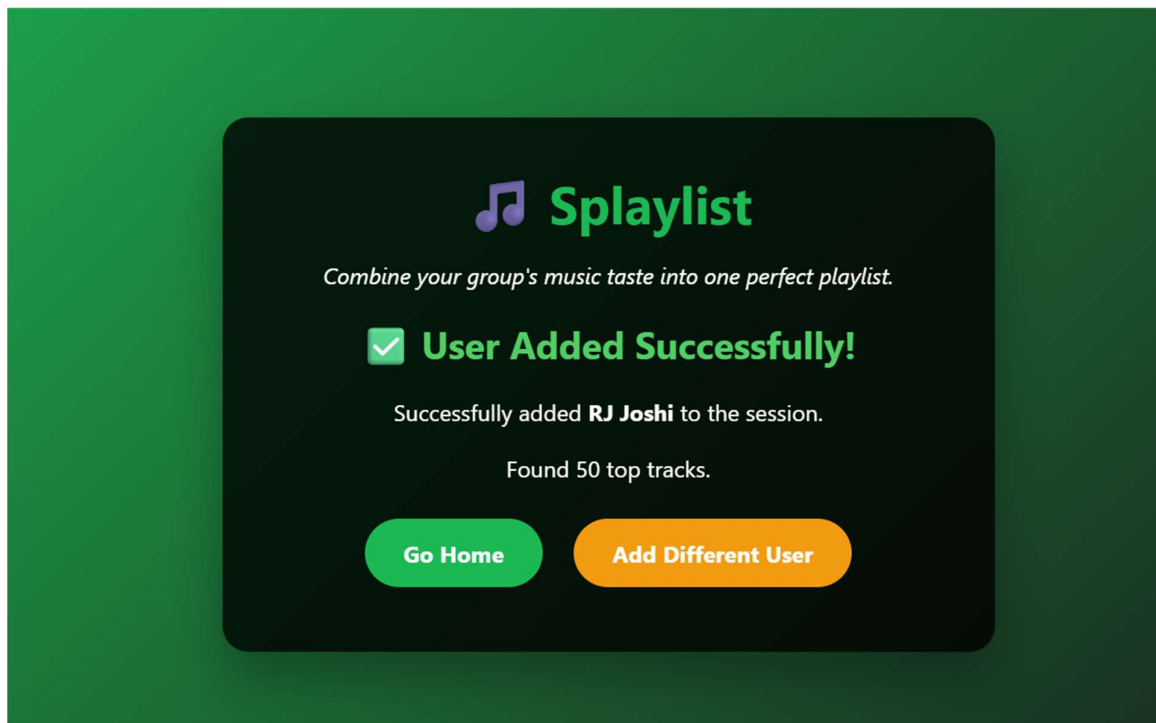 Splaylist
Combine your group's music taste into one perfect playlist.
User Added Successfully!
Successfully added RJ Joshi to the session.
Found 50 top tracks.
Go Home
Add Different User